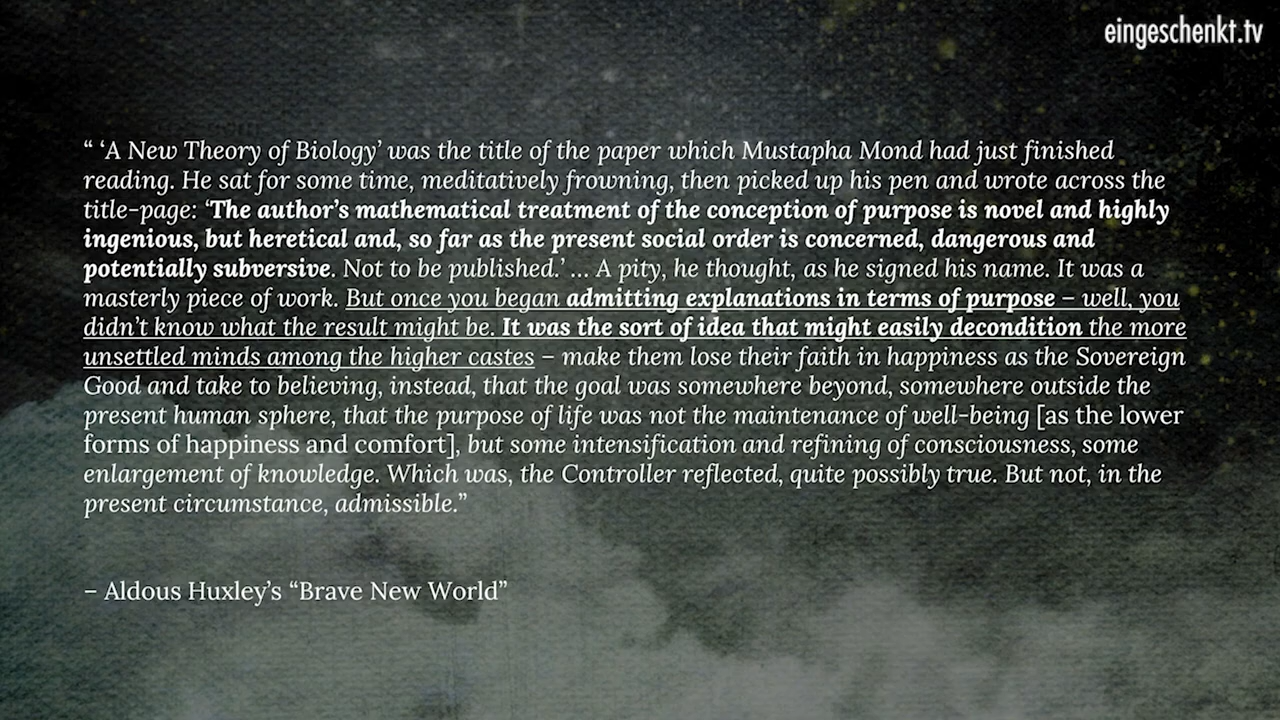 eingeschenkt.tv
“ ‘A New Theory of Biology’ was the title of the paper which Mustapha Mond had just finished
reading. He sat for some time, meditatively frowning, then picked up his pen and wrote across the
title-page: ‘The author’s mathematical treatment of the conception of purpose is novel and highly
ingenious, but heretical and, so far as the present social order is concerned, dangerous and
potentially subversive. Not to be published.’ … A pity, he thought, as he signed his name. It was a
masterly piece of work. But once you began admitting explanations in terms of purpose – well, you
didn’t know what the result might be. It was the sort of idea that might easily decondition the more
unsettled minds among the higher castes – make them lose their faith in happiness as the Sovereign
Good and take to believing, instead, that the goal was somewhere beyond, somewhere outside the
present human sphere, that the purpose of life was not the maintenance of well-being [as the lower
forms of happiness and comfort], but some intensification and refining of consciousness, some
enlargement of knowledge. Which was, the Controller reflected, quite possibly true. But not, in the
present circumstance, admissible.”
– Aldous Huxley’s “Brave New World”